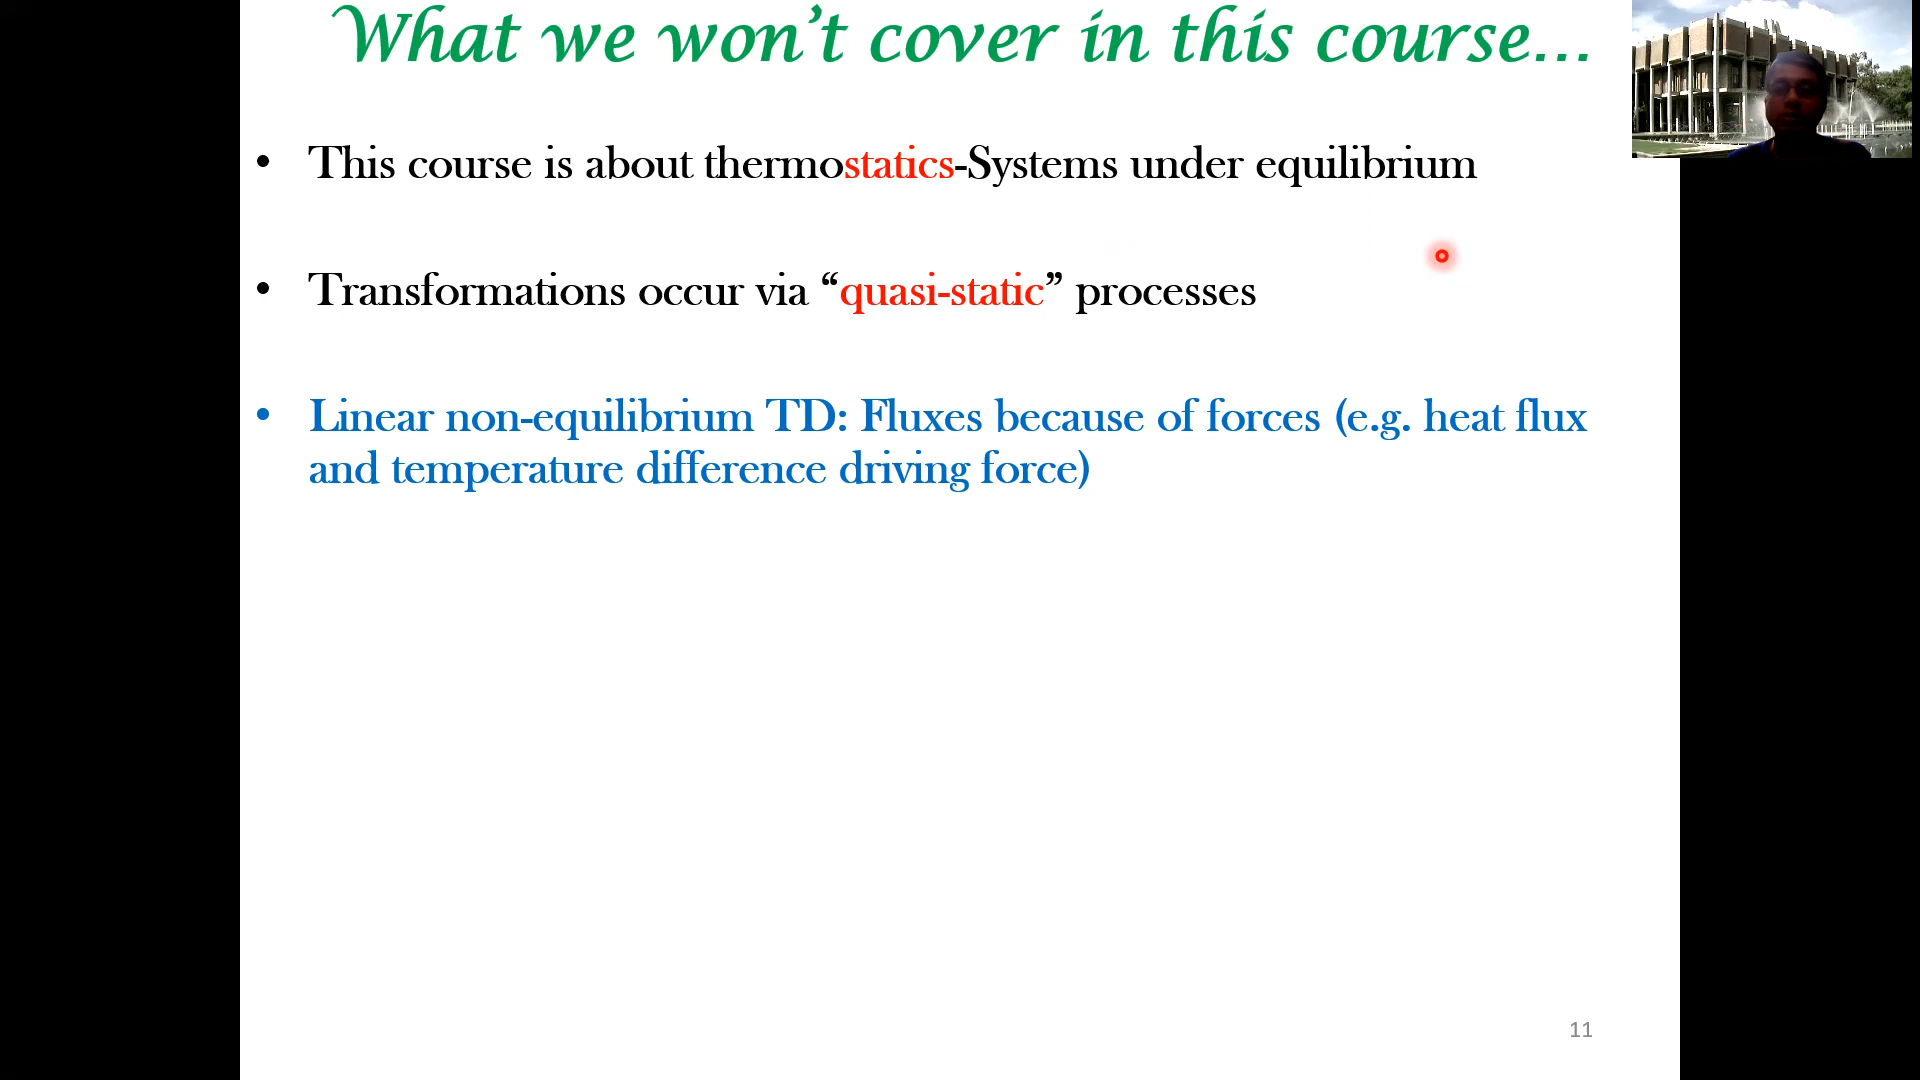 What we won’t cover in this course…
• This course is about thermostatics-Systems under equilibrium
• Transformations occur via “quasi-static” processes
• Linear non-equilibrium TD: Fluxes because of forces (e.g. heat flux
and temperature difference driving force)
11